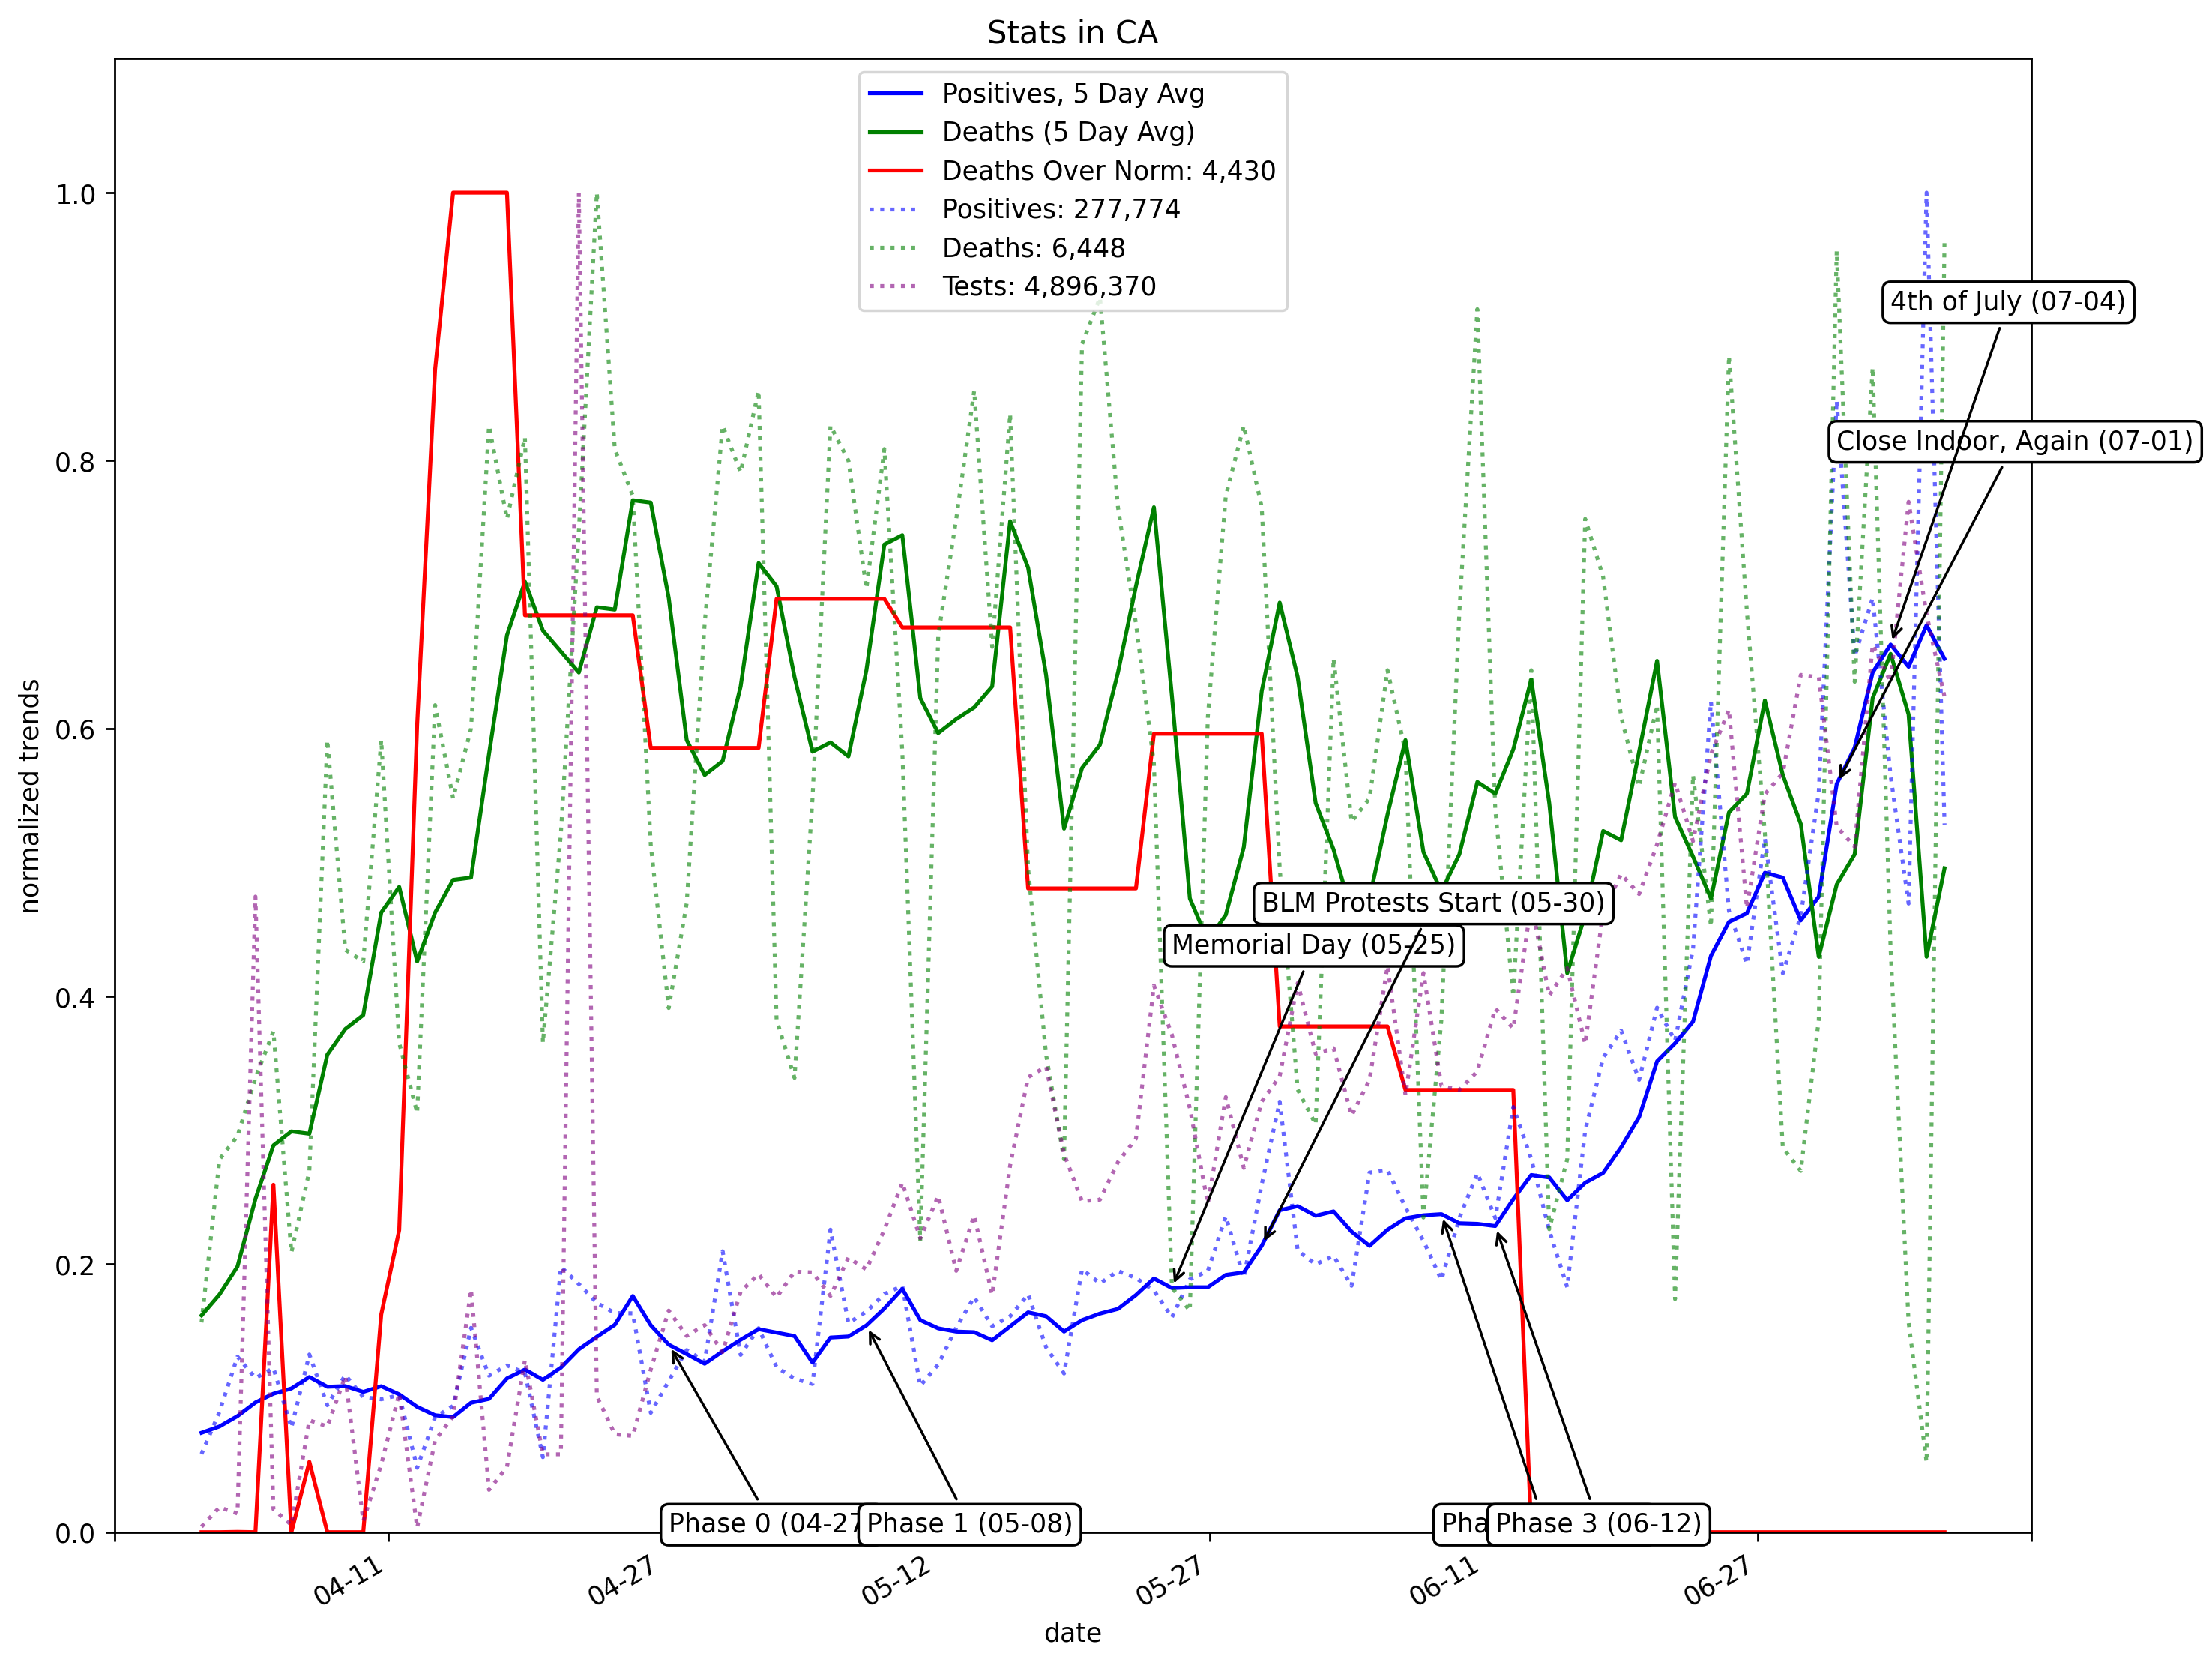 Stats in CA
Positives, 5 Day Avg
Deaths (5 Day Avg)
Deaths Over Norm: 4,430
Positives: 277,774
Deaths: 6,448
Tests: 4,896,370
normalized trends
1.0
0.8
0.6
0.4
0.2
0.0
4th of July (07-04)
Close Indoor, Again (07-01)
BLM Protests Start (05-30)
Memorial Day (05-25)
Phase 0 (04-27
Phase 1 (05-08)
Pha
Phase 3 (06-12)
04-11
04-27
05-12
05-27
06-11
06-27
date